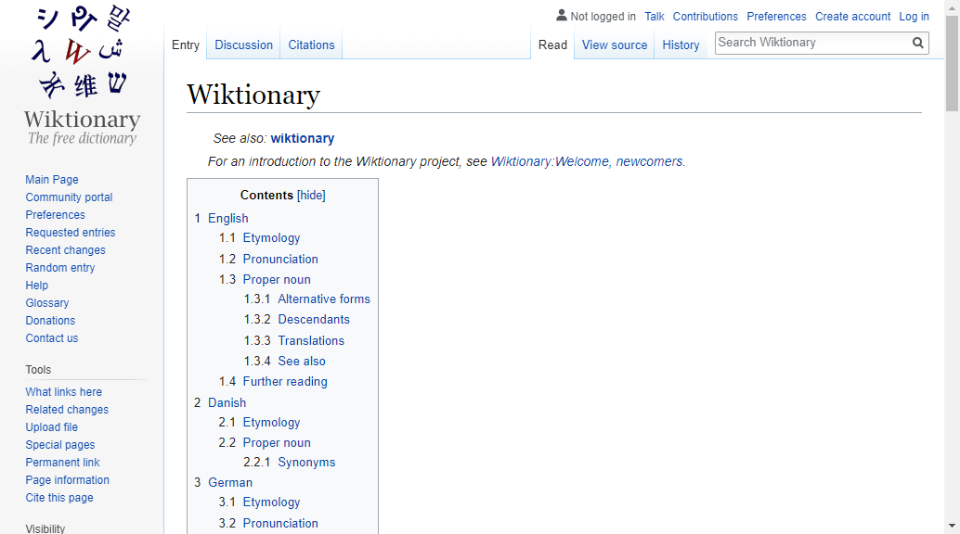 シ
력
W
维
ש
Wiktionary
The free dictionary
Main Page
Community portal
Preferences
Requested entries
Recent changes
Random entry
Help
Glossary
Donations
Contact us
Tools
What links here
Related changes
Upload file
Special pages
Permanent link
Page information
Cite this page
Visibility
Not logged in Talk Contributions Preferences Create account Log in
Entry Discussion Citations Read View source History Search Wiktionary
Wiktionary
See also: wiktionary
For an introduction to the Wiktionary project, see Wiktionary:Welcome, newcomers.
Contents [hide]
1 English
1.1 Etymology
1.2 Pronunciation
1.3 Proper noun
1.3.1 Alternative forms
1.3.2 Descendants
1.3.3 Translations
1.3.4 See also
1.4 Further reading
2 Danish
2.1 Etymology
2.2 Proper noun
2.2.1 Synonyms
3 German
3.1 Etymology
3.2 Pronunciation